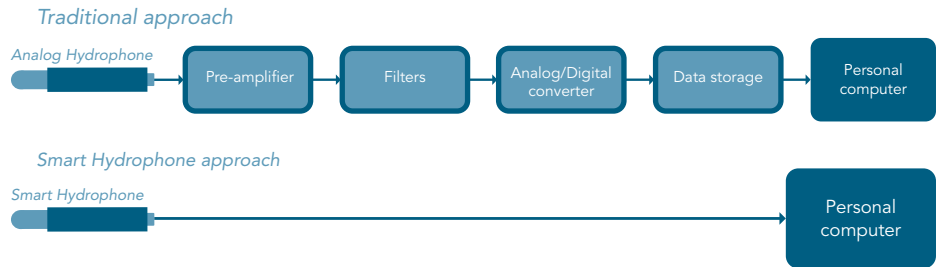 Traditional approach
Analog Hydrophone
Pre-amplifier
Filters
Analog/Digital
converter
Data storage
Personal
computer
Smart Hydrophone approach
Smart Hydrophone
Personal
computer